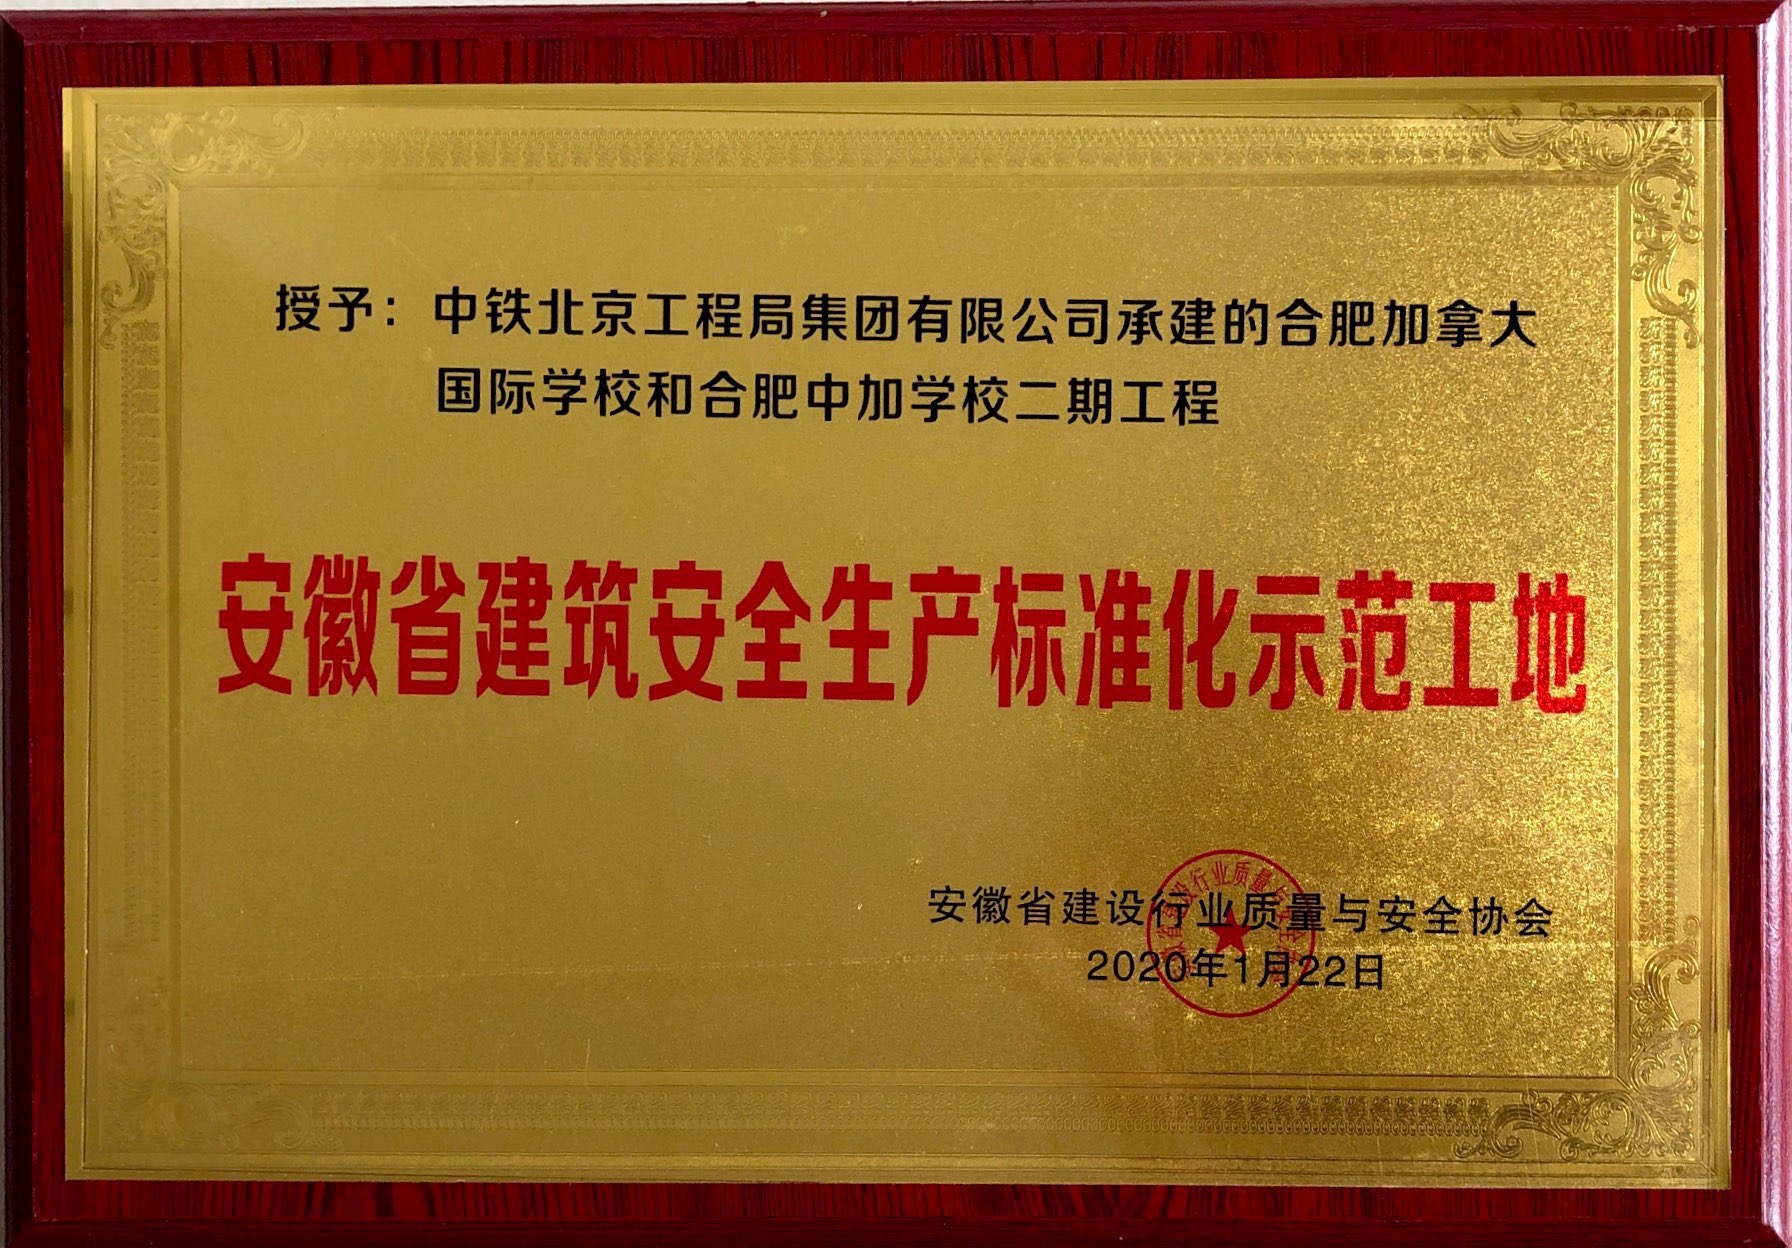 授予：中铁北京工程局集团有限公司承建的合肥加拿大
国际学校和合肥中加学校二期工程
安徽省建筑安全生产标准化示范工地
安徽省建设行业质量与安全协会
2020年1月22日